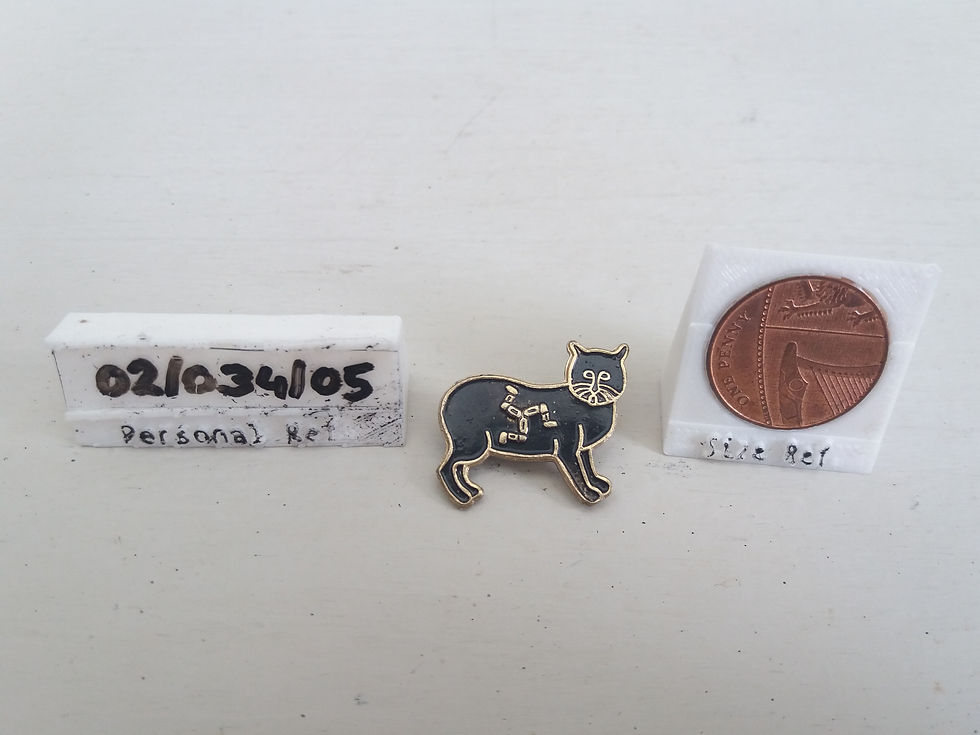 02/034/05
Personal Ref
ONE PENNY
Size Ref